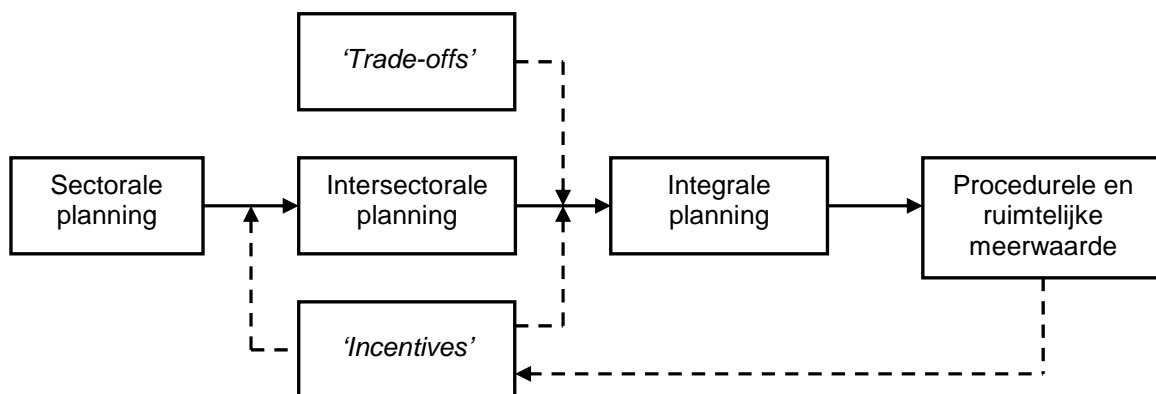 ‘Trade-offs’
Sectorale
planning
Intersectorale
planning
Integrale
planning
Procedurele en
ruimtelijke
meerwaarde
‘Incentives’